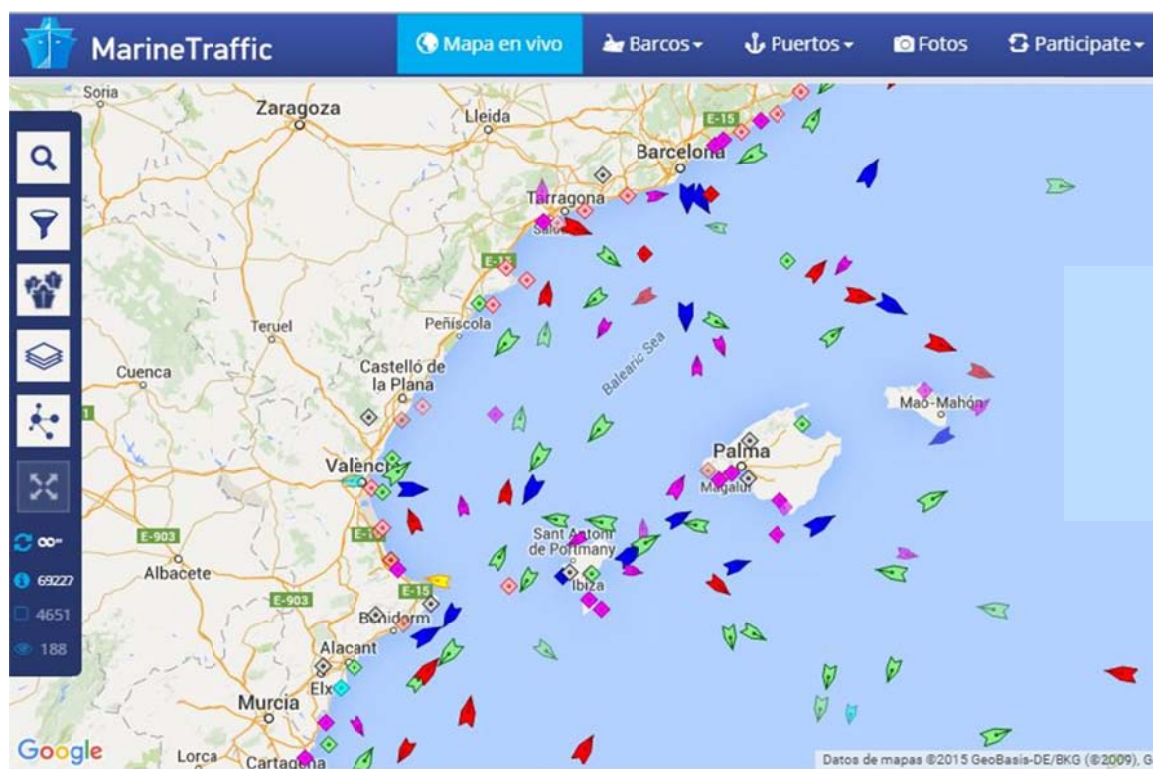 MarineTraffic
Mapa en vivo
Barcos
Puertos
Fotos
Participate
Soria
Zaragoza
Lleida
E-15
Barcelona
Tarragona
Salou
E-15
Peñíscola
Teruel
Balearic Sea
Castelló de
la Plana
Cuenca
Maó-Mahón
1
Palma
València
Magaluf
E-903
Sant Antoni
de Portmany
Albacete
Ibiza
E-15
E-903
Benidorm
69227
4651
188
Alacant
Elx
Murcia
Google
Lorca
Cartagena
Datos de mapas ©2015 GeoBasis-DE/BKG (©2009), G